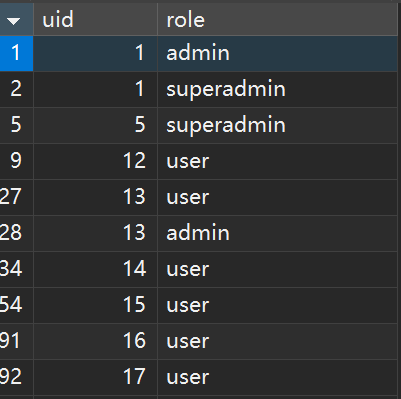 uid role
1 1 admin
2 1 superadmin
5 5 superadmin
9 12 user
27 13 user
28 13 admin
34 14 user
54 15 user
91 16 user
92 17 user